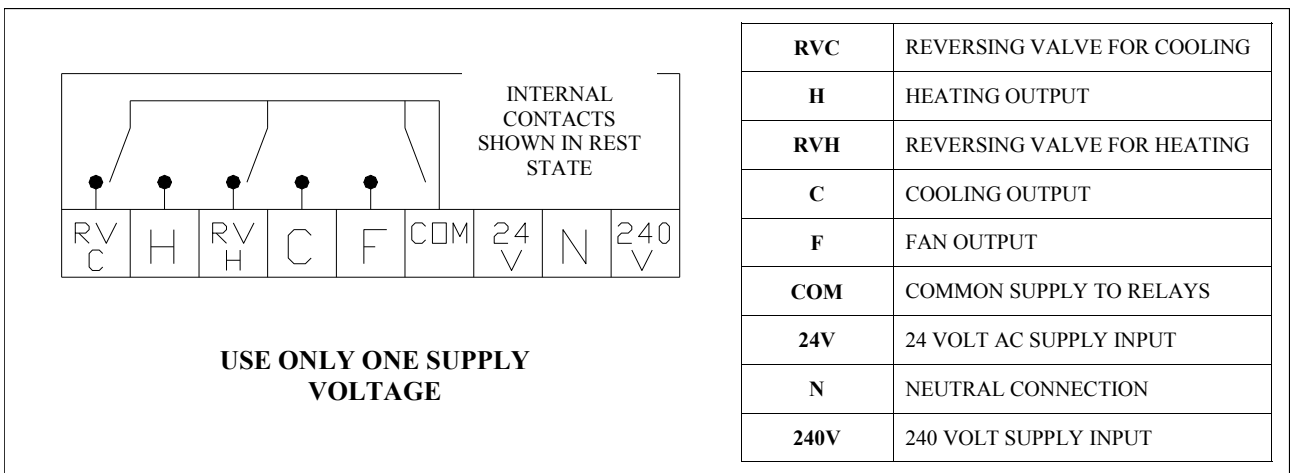 INTERNAL
CONTACTS
SHOWN IN REST
STATE
RV
C
H
RV
H
C
F
COM
24
V
N
240
V
USE ONLY ONE SUPPLY
VOLTAGE
RVC REVERSING VALVE FOR COOLING
H HEATING OUTPUT
RVH REVERSING VALVE FOR HEATING
C COOLING OUTPUT
F FAN OUTPUT
COM COMMON SUPPLY TO RELAYS
24V 24 VOLT AC SUPPLY INPUT
N NEUTRAL CONNECTION
240V 240 VOLT SUPPLY INPUT